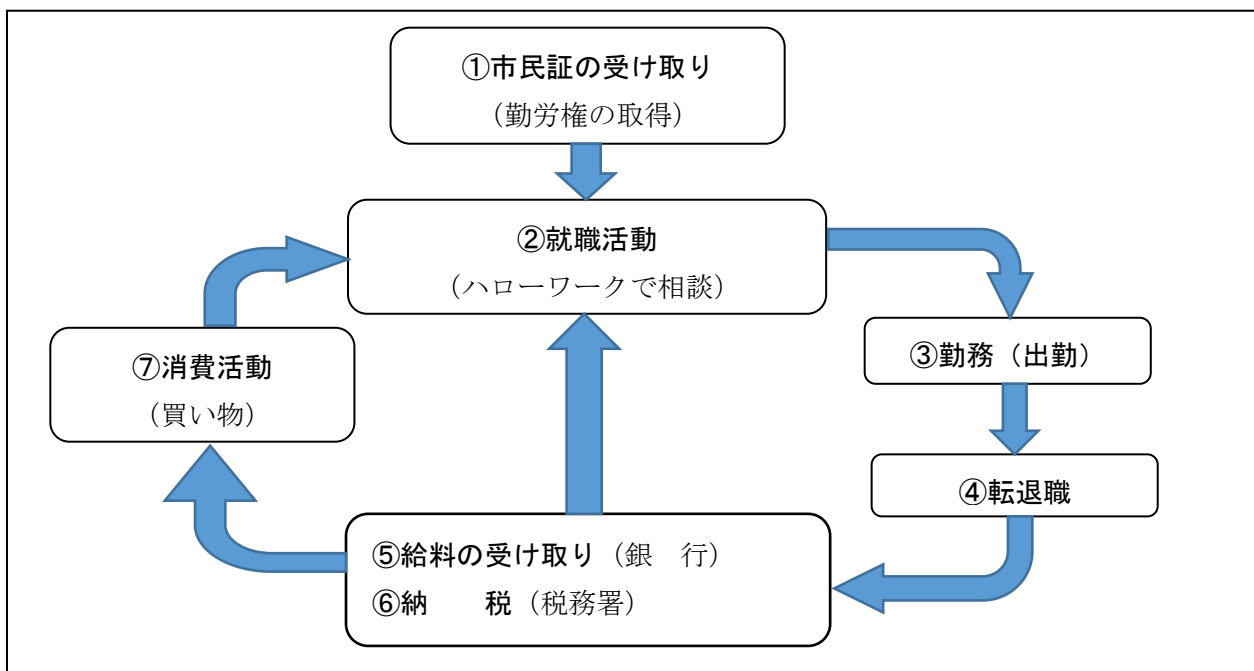 ①市民証の受け取り
（勤労権の取得）
②就職活動
（ハローワークで相談）
③勤務（出勤）
④転退職
⑤給料の受け取り（銀　行）
⑥納　　税（税務署）
⑦消費活動
（買い物）